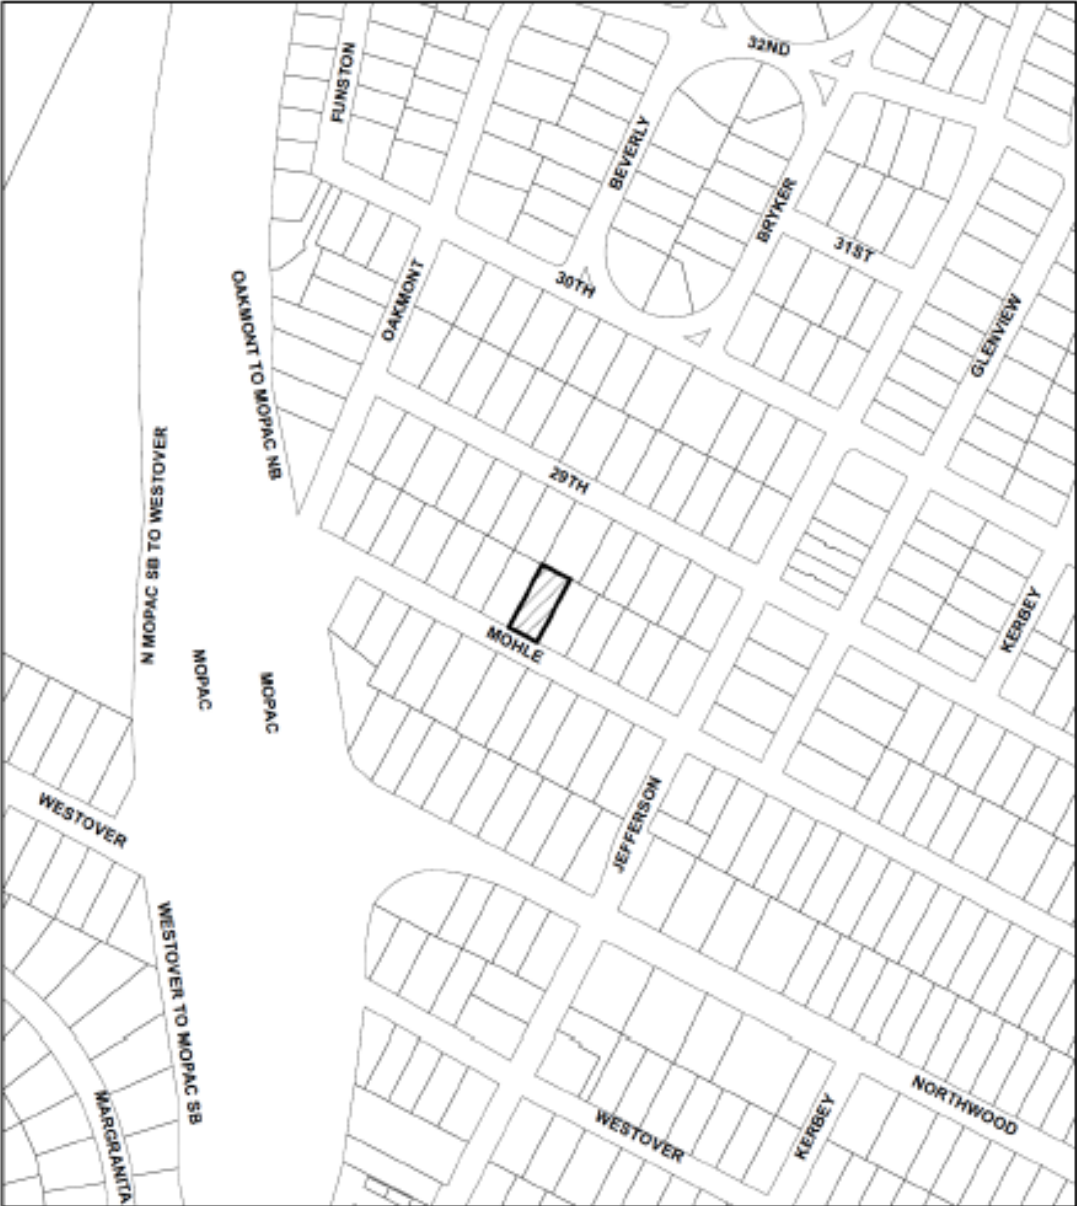 32ND
FUNSTON
BEVERLY
BRYKER
31ST
30TH
OAKMONT
GLENVIEW
OAKMONT TO MOPAC NB
29TH
N MOPAC SB TO WESTOVER
KERBEY
MOHLE
MOPAC
MOPAC
WESTOVER
JEFFERSON
WESTOVER TO MOPAC SB
MARGRANITA
NORTHWOOD
WESTOVER
KERBEY